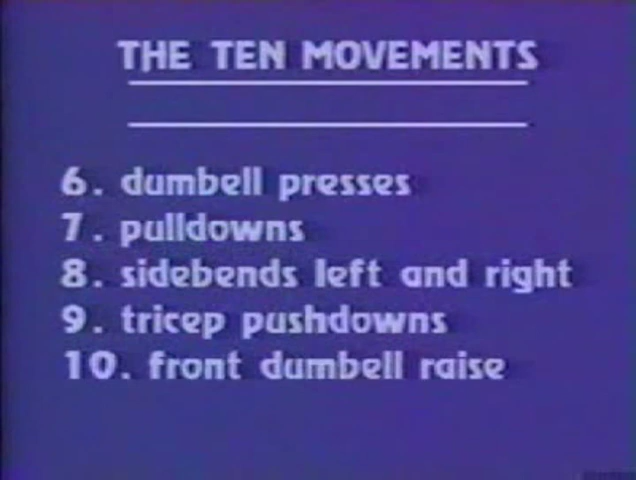 THE TEN MOVEMENTS
6. dumbell presses
7. pulldowns
8. sidebends left and right
9. tricep pushdowns
10. front dumbell raise